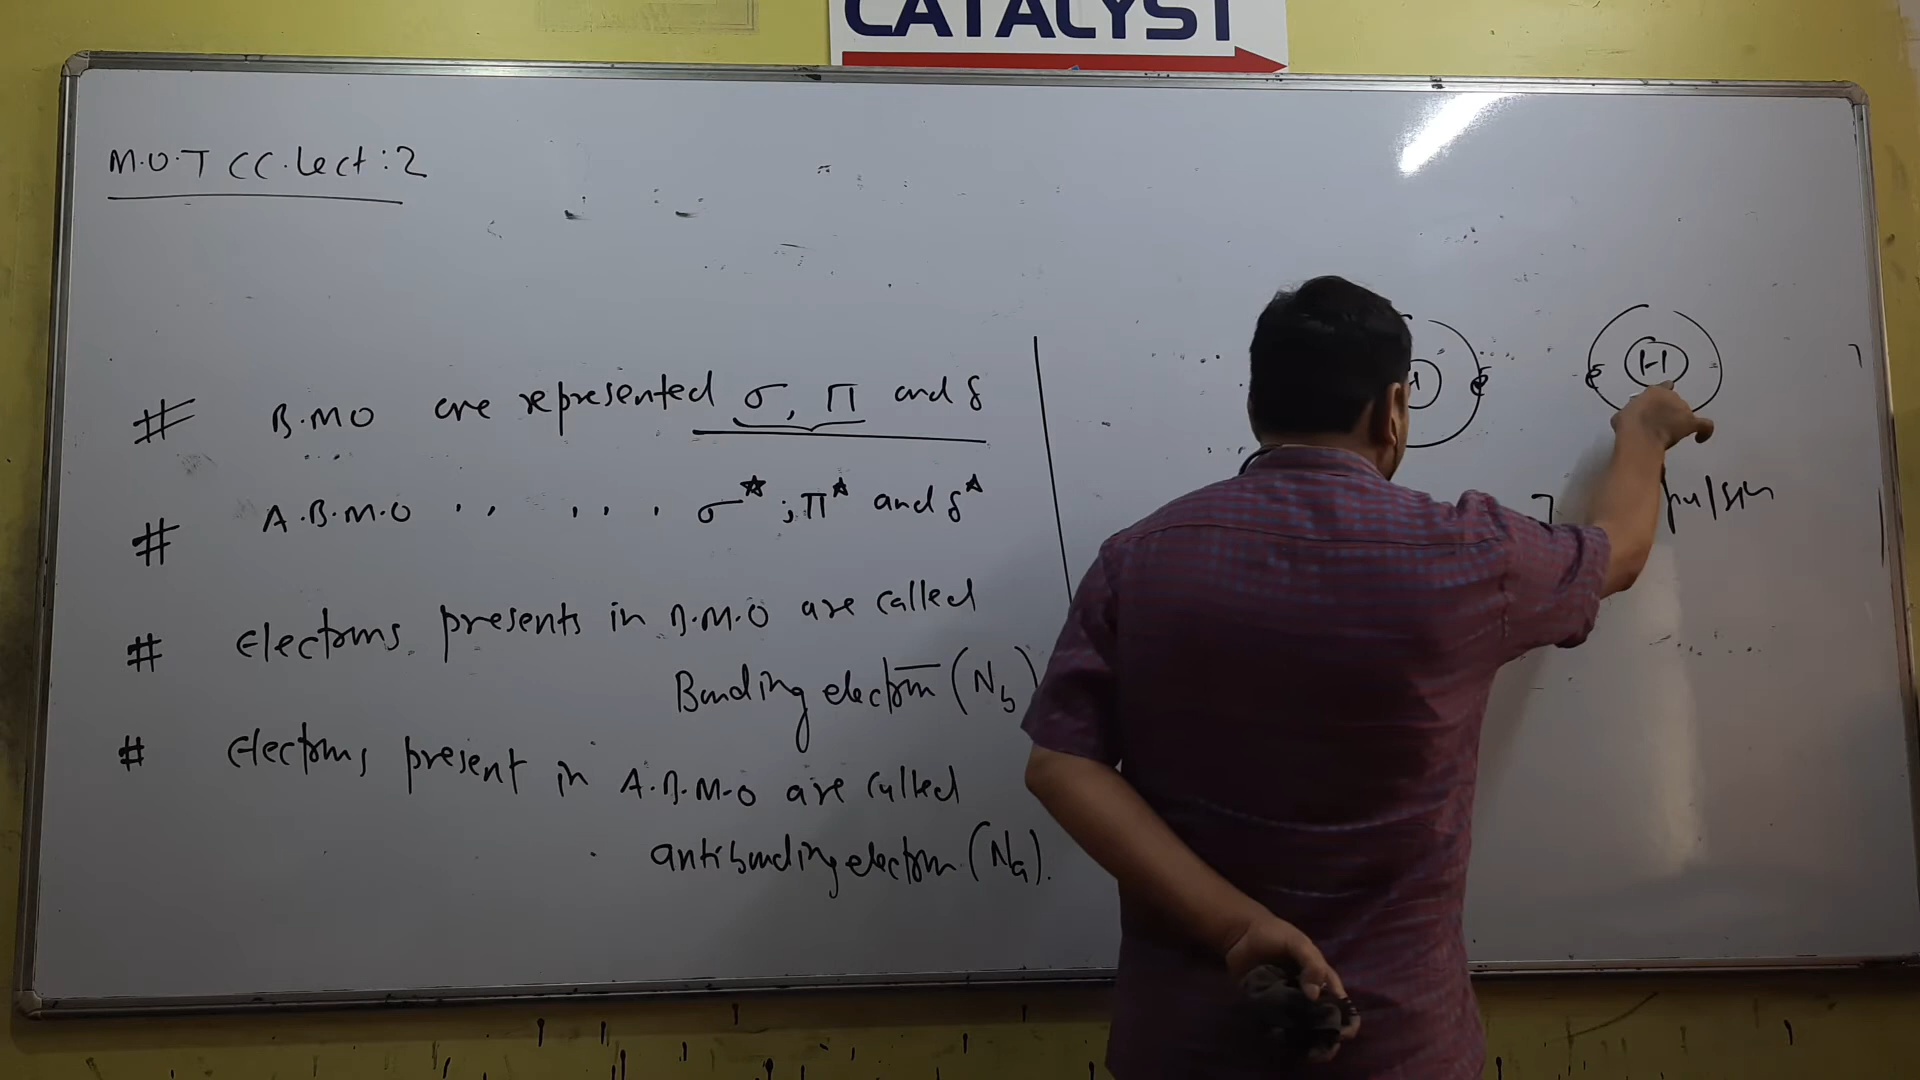 CATALYST
M.O.T CC.Lect:2
# B.MO are represented σ, π and δ
# A.B.M.O ,, , , , σ*; π* and δ*
# Electrons presents in B.M.O are called
Bonding electron (Nb)
# Electrons present in A.B.M.O are called
antibonding electron (Na).
H